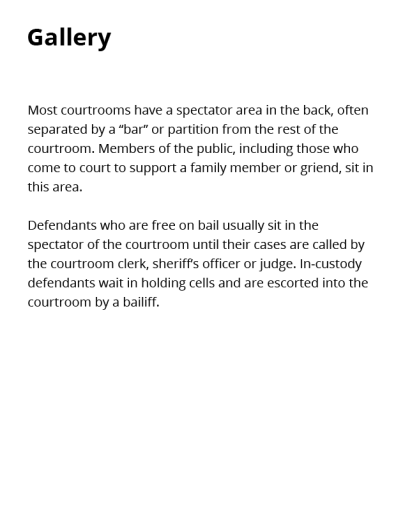 Gallery
Most courtrooms have a spectator area in the back, often
separated by a “bar” or partition from the rest of the
courtroom. Members of the public, including those who
come to court to support a family member or griend, sit in
this area.
Defendants who are free on bail usually sit in the
spectator of the courtroom until their cases are called by
the courtroom clerk, sheriff’s officer or judge. In-custody
defendants wait in holding cells and are escorted into the
courtroom by a bailiff.